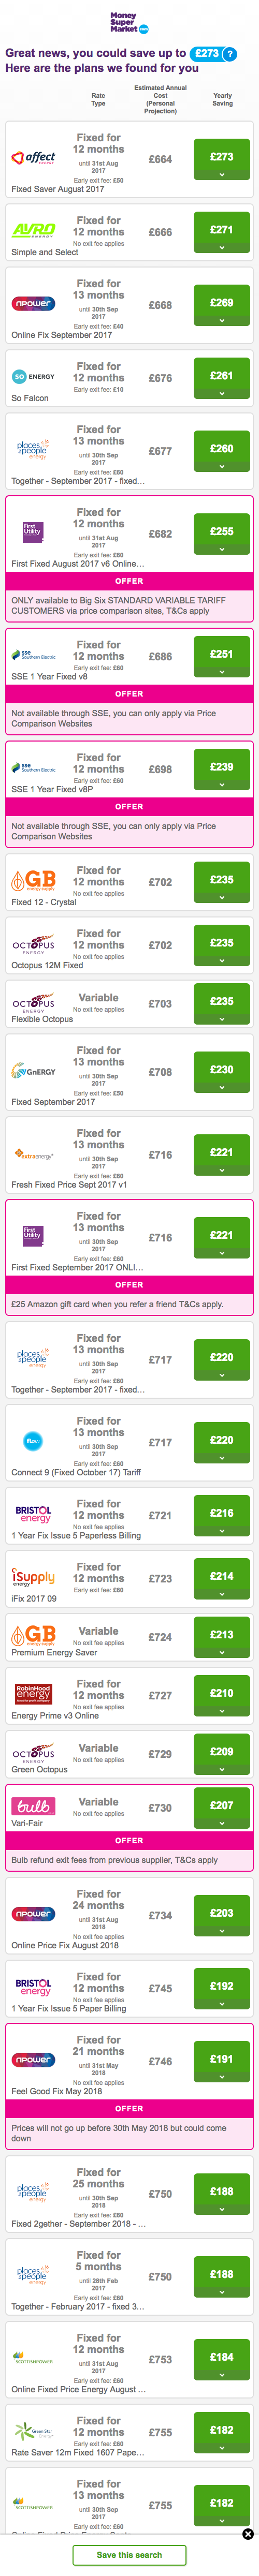 Money
Super
Market
Great news, you could save up to £273 ?
Here are the plans we found for you
Rate
Type
Estimated Annual
Cost
(Personal
Projection)
Yearly
Saving
affect
energy
Fixed for
12 months
until 31st Aug
2017
Early exit fee: £50
£664
£273
Fixed Saver August 2017
AVRO
ENERGY
Fixed for
12 months
No exit fee applies
£666
£271
Simple and Select
npower
Fixed for
13 months
until 30th Sep
2017
Early exit fee: £40
£668
£269
Online Fix September 2017
SO ENERGY
Fixed for
12 months
Early exit fee: £10
£676
£261
So Falcon
places
for
people
energy
Fixed for
13 months
until 30th Sep
2017
Early exit fee: £60
£677
£260
Together - September 2017 - fixed...
First
Utility
Fixed for
12 months
until 31st Aug
2017
Early exit fee: £60
£682
£255
First Fixed August 2017 v6 Online...
OFFER
ONLY available to Big Six STANDARD VARIABLE TARIFF
CUSTOMERS via price comparison sites, T&Cs apply
sse
Southern Electric
Fixed for
12 months
Early exit fee: £60
£686
£251
SSE 1 Year Fixed v8
OFFER
Not available through SSE, you can only apply via Price
Comparison Websites
sse
Southern Electric
Fixed for
12 months
Early exit fee: £60
£698
£239
SSE 1 Year Fixed v8P
OFFER
Not available through SSE, you can only apply via Price
Comparison Websites
GB
energy supply
Fixed for
12 months
No exit fee applies
£702
£235
Fixed 12 - Crystal
OCTOPUS
ENERGY
Fixed for
12 months
No exit fee applies
£702
£235
Octopus 12M Fixed
OCTOPUS
ENERGY
Variable
No exit fee applies
£703
£235
Flexible Octopus
GNERGY
Fixed for
13 months
until 30th Sep
2017
Early exit fee: £50
£708
£230
Fixed September 2017
extraenergy
Fixed for
13 months
until 30th Sep
2017
Early exit fee: £60
£716
£221
Fresh Fixed Price Sept 2017 v1
First
Utility
Fixed for
13 months
until 30th Sep
2017
Early exit fee: £60
£716
£221
First Fixed September 2017 ONLI...
OFFER
£25 Amazon gift card when you refer a friend T&Cs apply.
places
for
people
energy
Fixed for
13 months
until 30th Sep
2017
Early exit fee: £60
£717
£220
Together - September 2017 - fixed...
flow
Fixed for
13 months
until 30th Sep
2017
Early exit fee: £60
£717
£220
Connect 9 (Fixed October 17) Tariff
BRISTOL
energy
Fixed for
12 months
No exit fee applies
£721
£216
1 Year Fix Issue 5 Paperless Billing
iSupply
energy
Fixed for
12 months
Early exit fee: £60
£723
£214
iFix 2017 09
GB
energy supply
Variable
No exit fee applies
£724
£213
Premium Energy Saver
RobinHood
energy
Fixed for
12 months
No exit fee applies
£727
£210
Energy Prime v3 Online
OCTOPUS
ENERGY
Variable
No exit fee applies
£729
£209
Green Octopus
bulb
Variable
No exit fee applies
£730
£207
Vari-Fair
OFFER
Bulb refund exit fees from previous supplier, T&Cs apply
npower
Fixed for
24 months
until 31st Aug
2018
No exit fee applies
£734
£203
Online Price Fix August 2018
BRISTOL
energy
Fixed for
12 months
No exit fee applies
£745
£192
1 Year Fix Issue 5 Paper Billing
npower
Fixed for
21 months
until 31st May
2018
No exit fee applies
£746
£191
Feel Good Fix May 2018
OFFER
Prices will not go up before 30th May 2018 but could come
down
places
for
people
energy
Fixed for
25 months
until 30th Sep
2018
Early exit fee: £60
£750
£188
Fixed 2gether - September 2018 - ...
places
for
people
energy
Fixed for
5 months
until 28th Feb
2017
Early exit fee: £60
£750
£188
Together - February 2017 - fixed 3...
SCOTTISHPOWER
Fixed for
12 months
until 31st Aug
2017
Early exit fee: £60
£753
£184
Online Fixed Price Energy August ...
Green Star
Energy
Fixed for
12 months
Early exit fee: £60
£755
£182
Rate Saver 12m Fixed 1607 Pape...
SCOTTISHPOWER
Fixed for
13 months
until 30th Sep
2017
Early exit fee: £60
£755
£182
Save this search